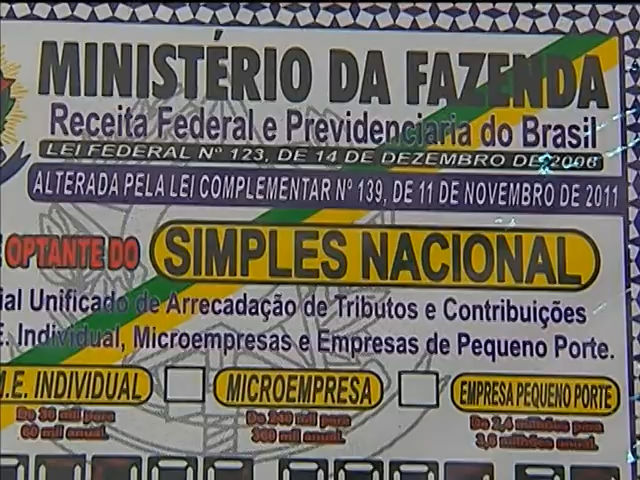 MINISTÉRIO DA FAZENDA
Receita Federal e Previdenciaria do Brasil
LEI FEDERAL Nº 123, DE 14 DE DEZEMBRO DE 2006
ALTERADA PELA LEI COMPLEMENTAR Nº 139, DE 11 DE NOVEMBRO DE 2011
OPTANTE DO SIMPLES NACIONAL
ial Unificado de Arrecadação de Tributos e Contribuições
E. Individual, Microempresas e Empresas de Pequeno Porte.
M.E. INDIVIDUAL MICROEMPRESA EMPRESA PEQUENO PORTE
De 36 mil para De 240 mil para De 2,4 milhões para
60 mil anual. 360 mil anual. 3,6 milhões anual.